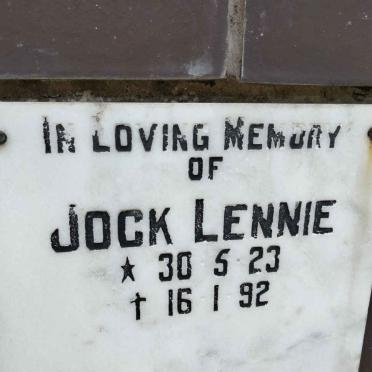 IN LOVING MEMORY
OF
JOCK LENNIE
★ 30 5 23
† 16 1 92